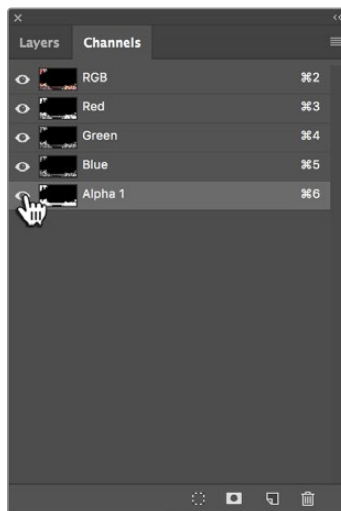 Layers Channels
RGB ⌘2
Red ⌘3
Green ⌘4
Blue ⌘5
Alpha 1 ⌘6